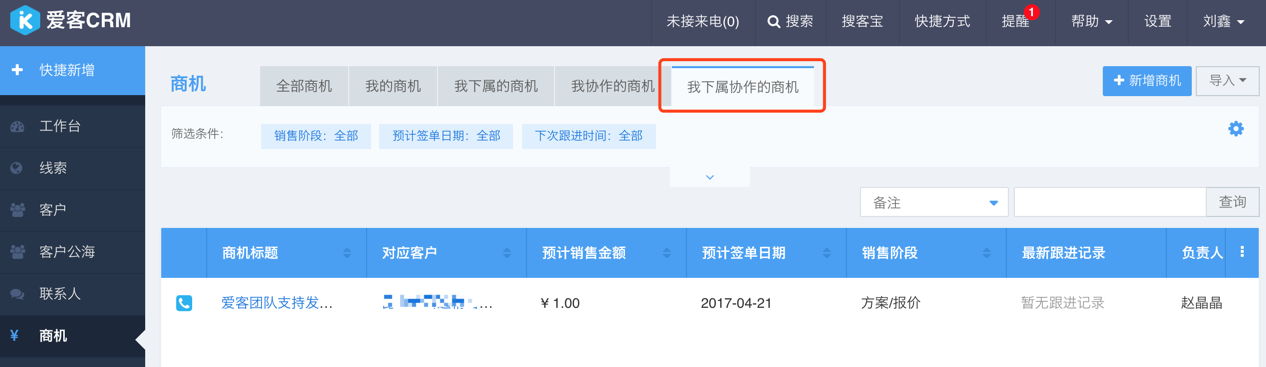 爱客CRM
未接来电(0) 搜索 搜客宝 快捷方式 提醒 1 帮助 设置 刘鑫
快捷新增
工作台
线索
客户
客户公海
联系人
¥ 商机
商机 全部商机 我的商机 我下属的商机 我协作的商机 我下属协作的商机 新增商机 导入
筛选条件: 销售阶段: 全部 预计签单日期: 全部 下次跟进时间: 全部
备注 查询
商机标题 对应客户 预计销售金额 预计签单日期 销售阶段 最新跟进记录 负责人
爱客团队支持发... ... ¥ 1.00 2017-04-21 方案/报价 暂无跟进记录 赵晶晶